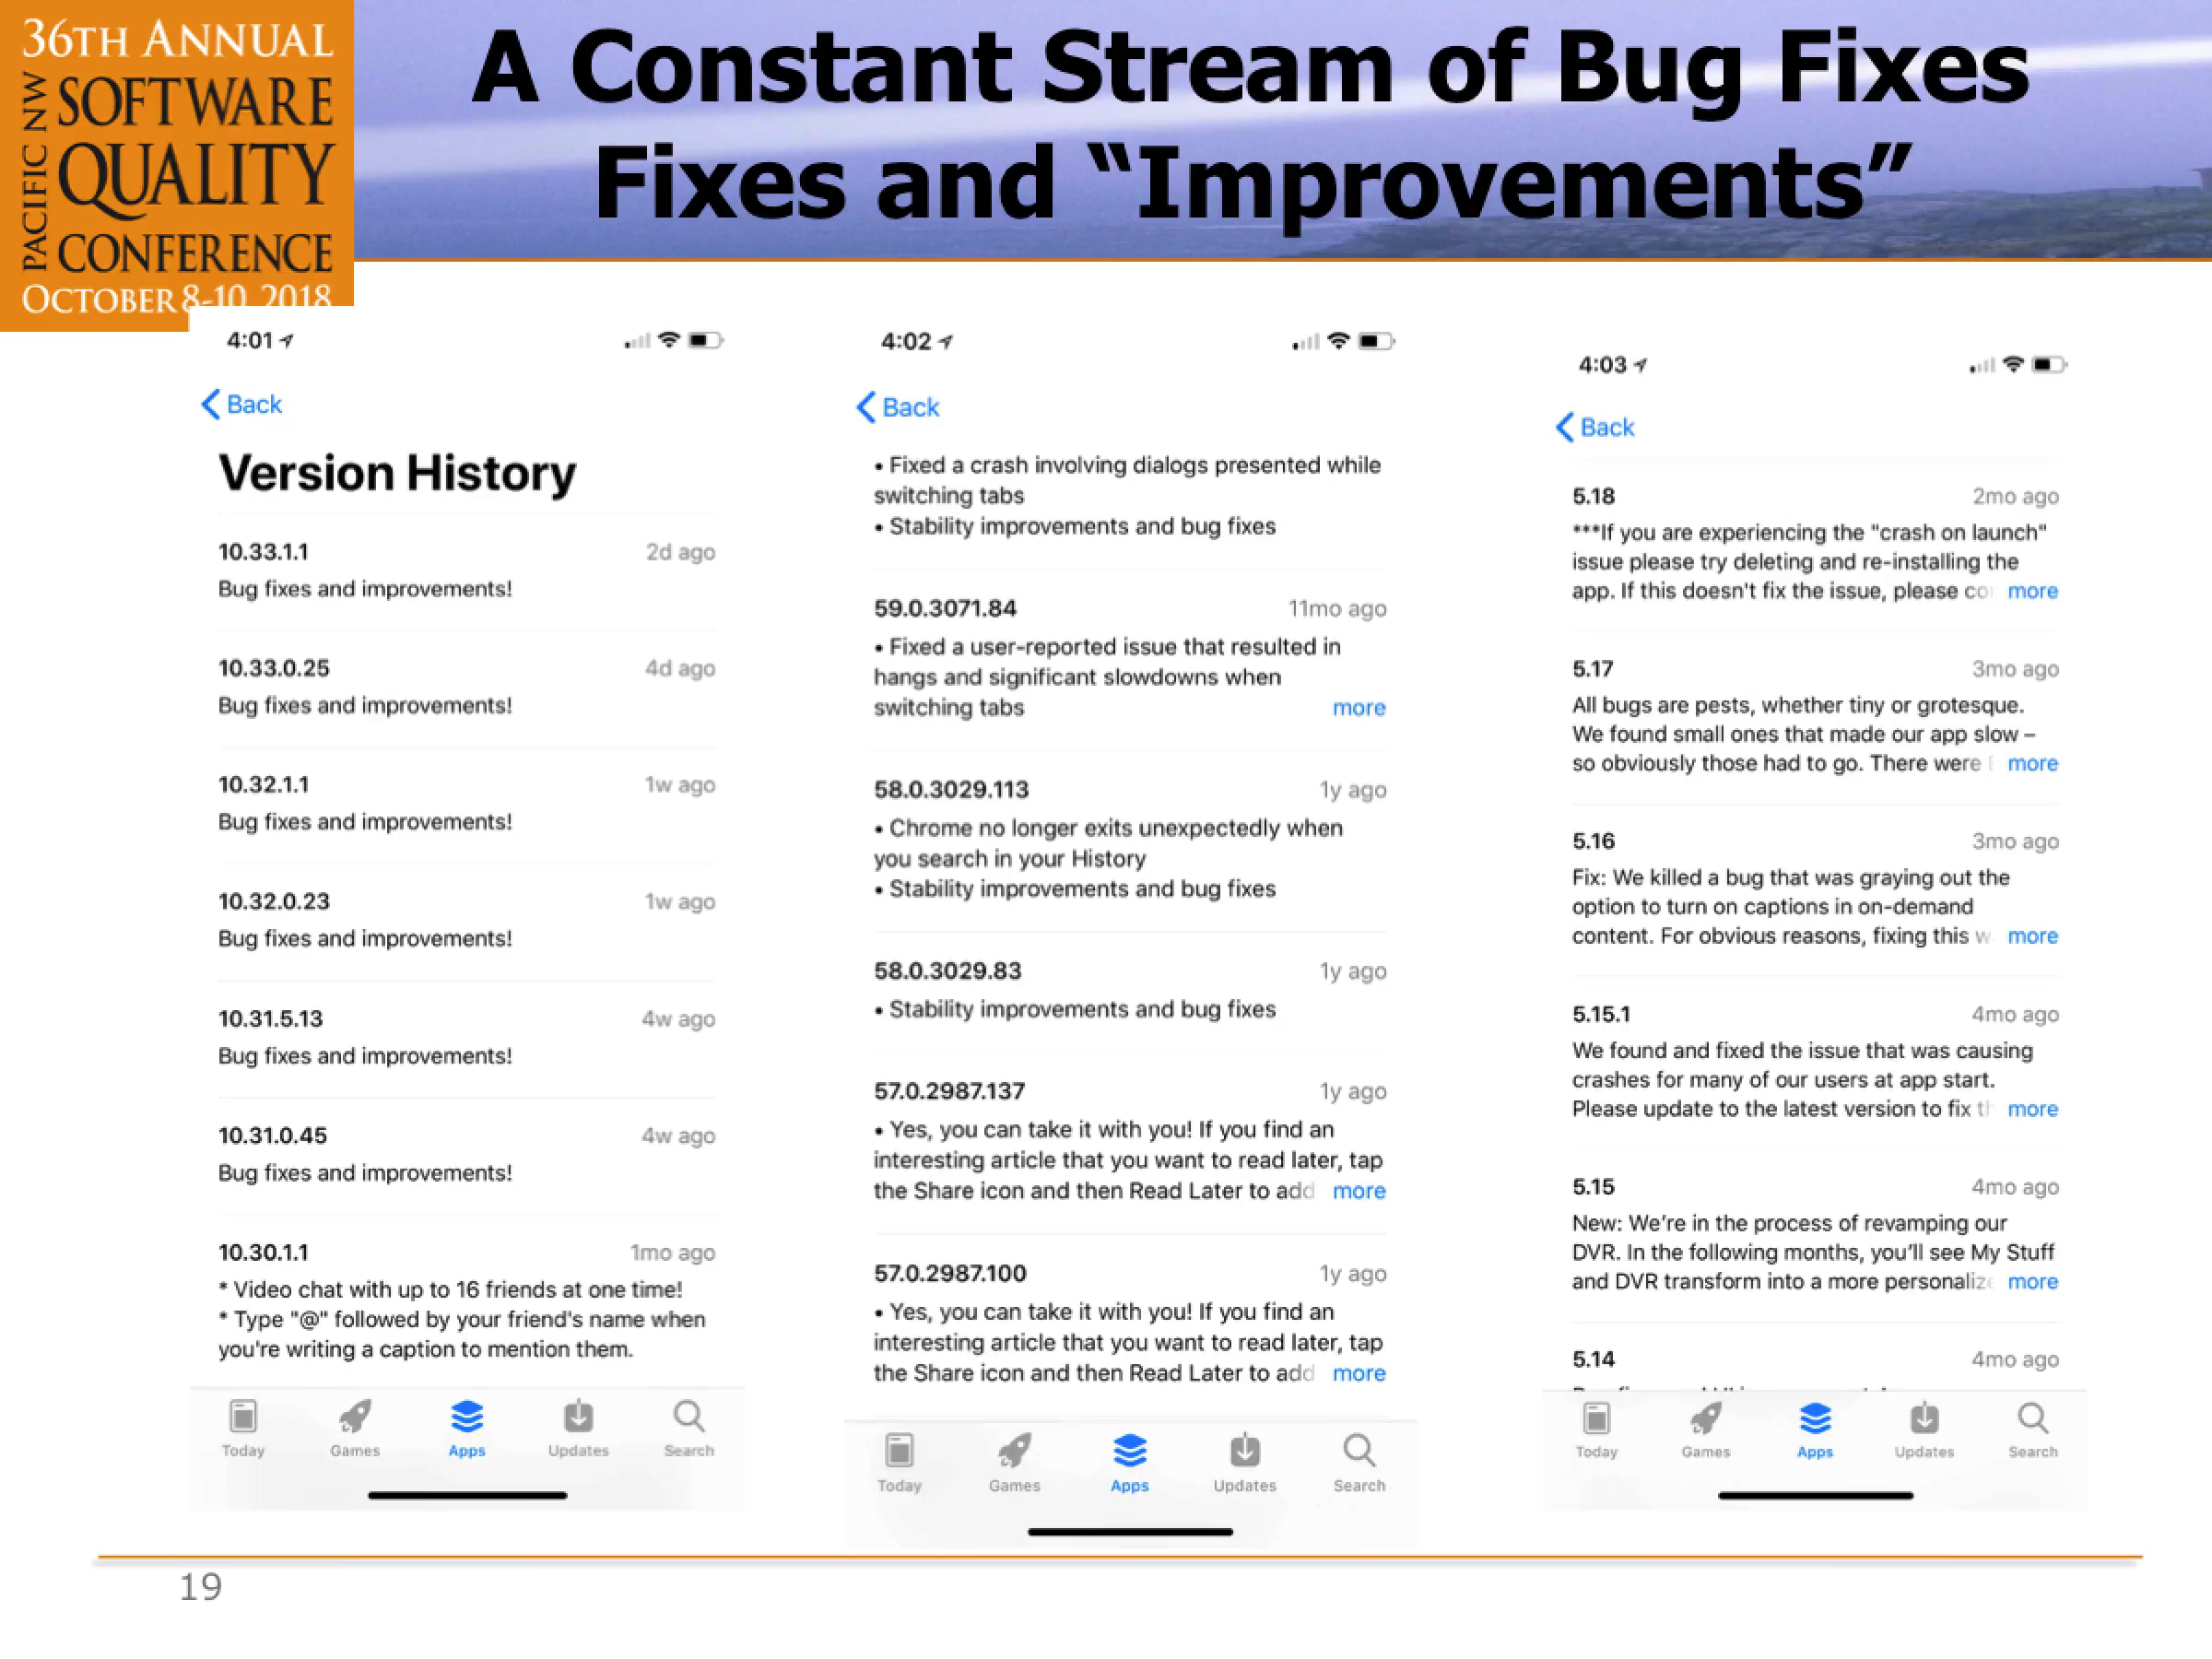 36TH ANNUAL
PACIFIC NW
SOFTWARE
QUALITY
CONFERENCE
OCTOBER 8-10, 2018
A Constant Stream of Bug Fixes
Fixes and “Improvements”
4:01
Back
Version History
10.33.1.1 2d ago
Bug fixes and improvements!
10.33.0.25 4d ago
Bug fixes and improvements!
10.32.1.1 1w ago
Bug fixes and improvements!
10.32.0.23 1w ago
Bug fixes and improvements!
10.31.5.13 4w ago
Bug fixes and improvements!
10.31.0.45 4w ago
Bug fixes and improvements!
10.30.1.1 1mo ago
* Video chat with up to 16 friends at one time!
* Type "@" followed by your friend's name when
you're writing a caption to mention them.
Today Games Apps Updates Search
4:02
Back
• Fixed a crash involving dialogs presented while
switching tabs
• Stability improvements and bug fixes
59.0.3071.84 11mo ago
• Fixed a user-reported issue that resulted in
hangs and significant slowdowns when
switching tabs more
58.0.3029.113 1y ago
• Chrome no longer exits unexpectedly when
you search in your History
• Stability improvements and bug fixes
58.0.3029.83 1y ago
• Stability improvements and bug fixes
57.0.2987.137 1y ago
• Yes, you can take it with you! If you find an
interesting article that you want to read later, tap
the Share icon and then Read Later to add more
57.0.2987.100 1y ago
• Yes, you can take it with you! If you find an
interesting article that you want to read later, tap
the Share icon and then Read Later to add more
Today Games Apps Updates Search
4:03
Back
5.18 2mo ago
***If you are experiencing the "crash on launch"
issue please try deleting and re-installing the
app. If this doesn't fix the issue, please more
5.17 3mo ago
All bugs are pests, whether tiny or grotesque.
We found small ones that made our app slow –
so obviously those had to go. There were more
5.16 3mo ago
Fix: We killed a bug that was graying out the
option to turn on captions in on-demand
content. For obvious reasons, fixing this more
5.15.1 4mo ago
We found and fixed the issue that was causing
crashes for many of our users at app start.
Please update to the latest version to fix more
5.15 4mo ago
New: We’re in the process of revamping our
DVR. In the following months, you’ll see My Stuff
and DVR transform into a more personaliz more
5.14 4mo ago
Today Games Apps Updates Search
19